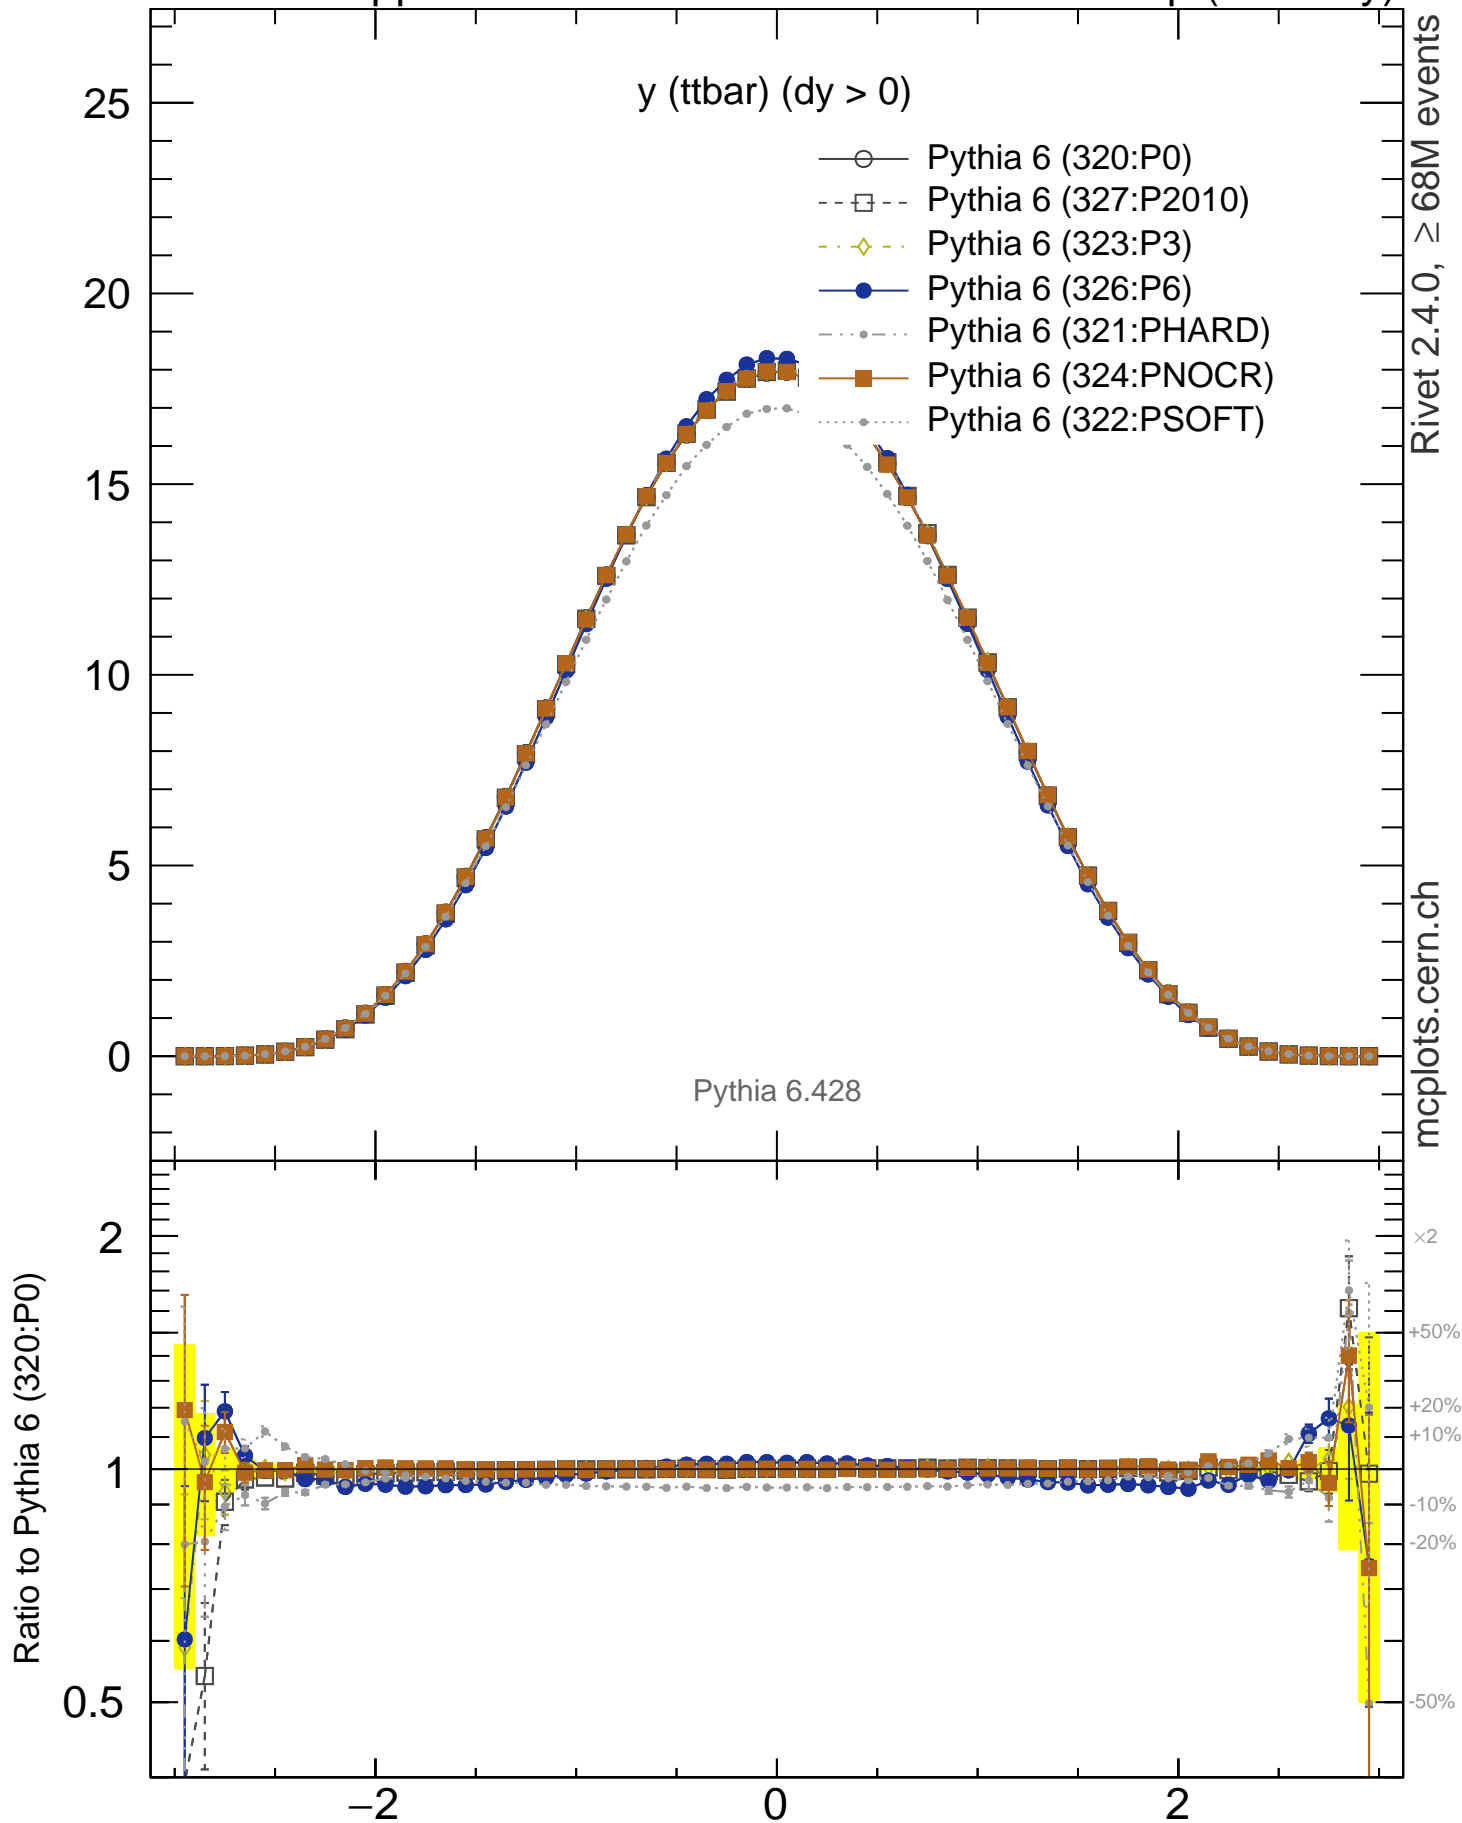 y (ttbar) (dy > 0)
Pythia 6 (320:P0)
Pythia 6 (327:P2010)
Pythia 6 (323:P3)
Pythia 6 (326:P6)
Pythia 6 (321:PHARD)
Pythia 6 (324:PNOCR)
Pythia 6 (322:PSOFT)
25
20
15
10
5
0
Pythia 6.428
Rivet 2.4.0, ≥ 68M events
mcplots.cern.ch
Ratio to Pythia 6 (320:P0)
2
1
0.5
×2
+50%
+20%
+10%
-10%
-20%
-50%
−2
0
2